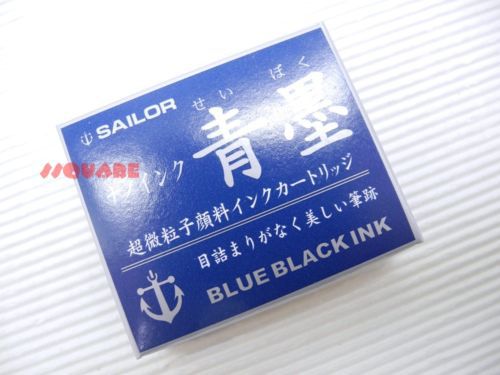 SAILOR
せい ぼく
インク 青墨
JJSQUARE
超微粒子顔料インクカートリッジ
目詰まりがなく美しい筆跡
BLUE BLACK INK